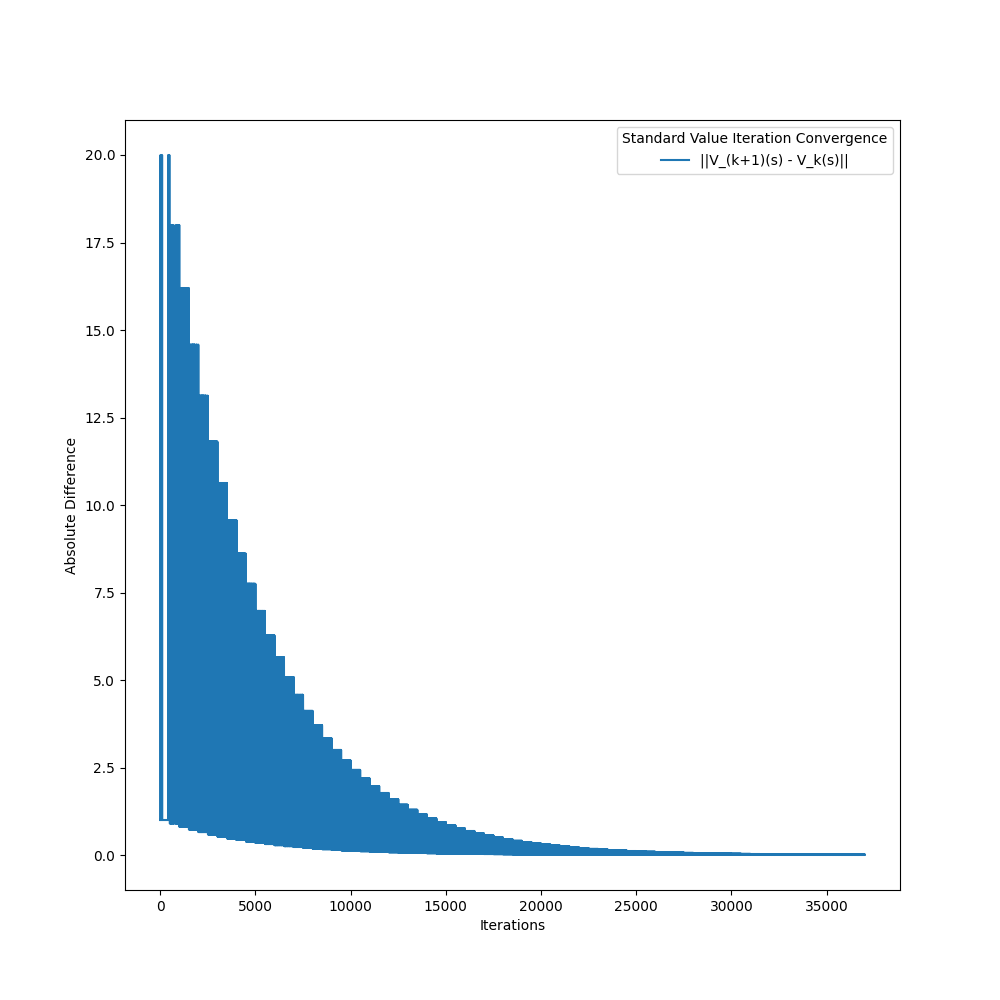 Standard Value Iteration Convergence
||V_(k+1)(s) - V_k(s)||
Absolute Difference
20.0
17.5
15.0
12.5
10.0
7.5
5.0
2.5
0.0
0 5000 10000 15000 20000 25000 30000 35000
Iterations